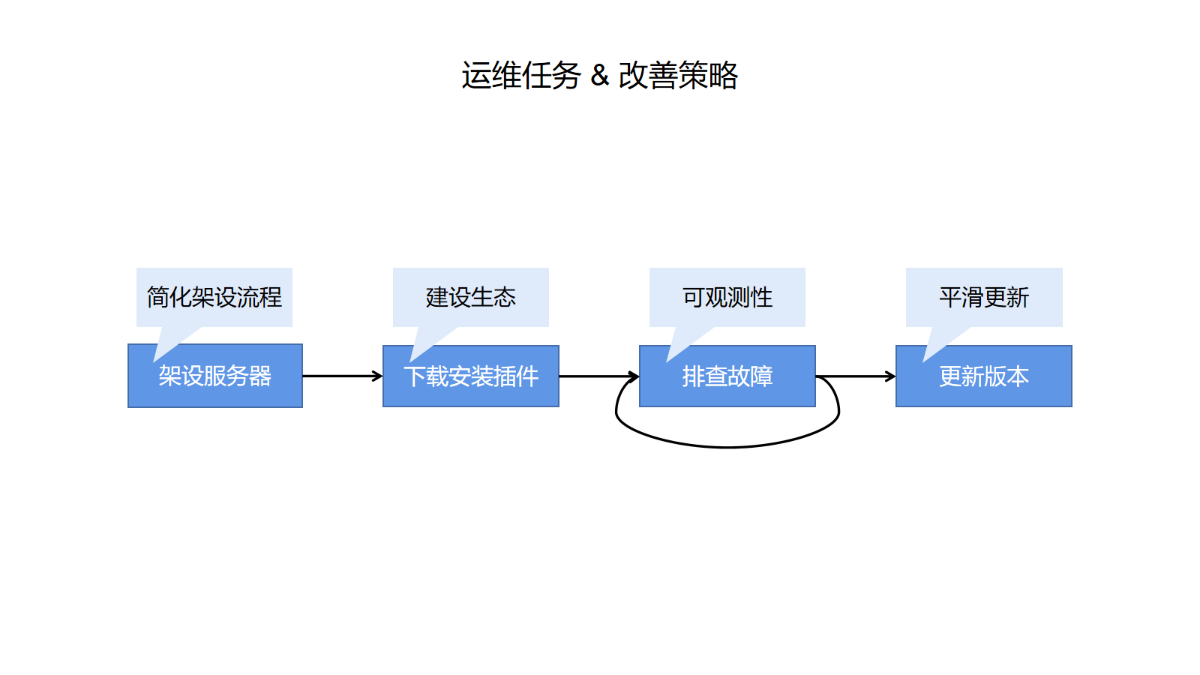 运维任务 & 改善策略
简化架设流程
建设生态
可观测性
平滑更新
架设服务器
下载安装插件
排查故障
更新版本